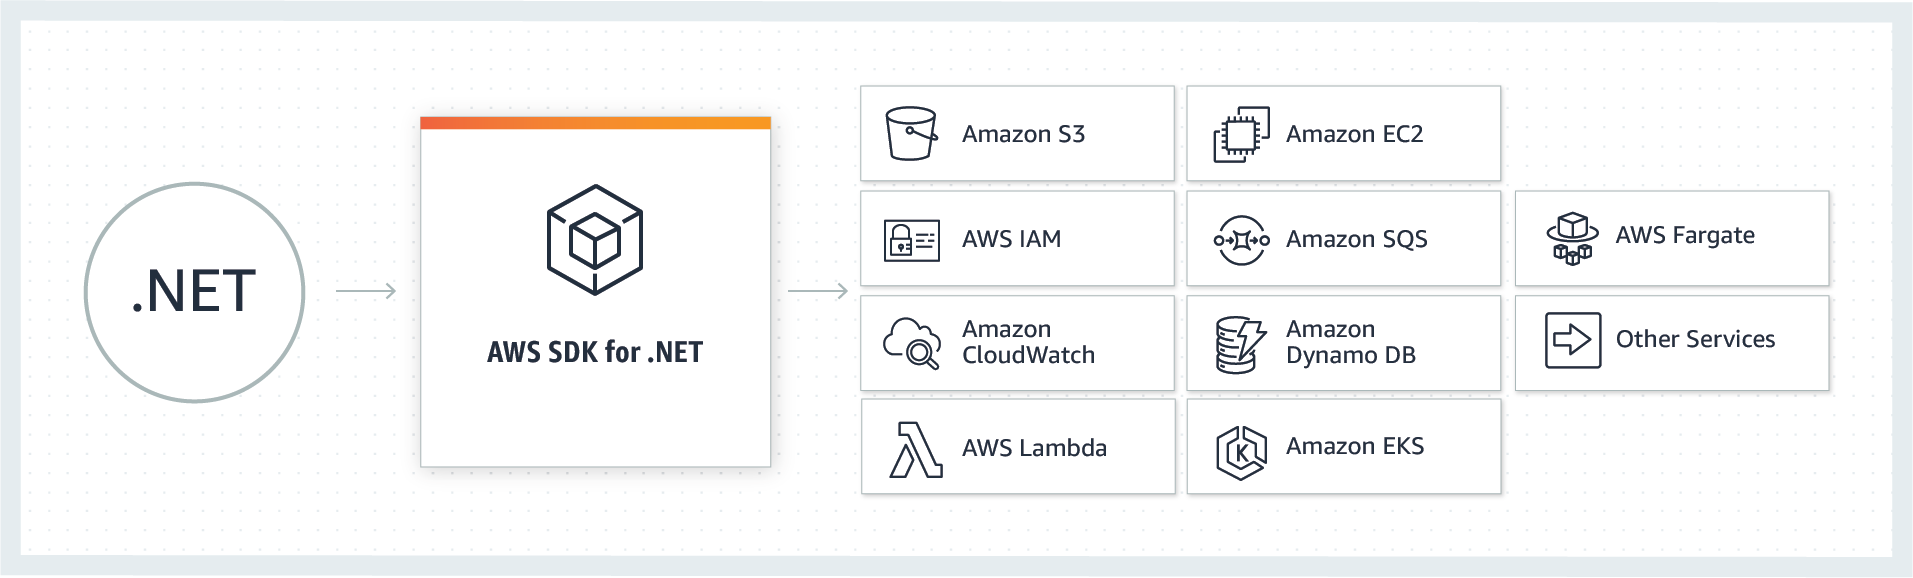 .NET
AWS SDK for .NET
Amazon S3
Amazon EC2
AWS IAM
Amazon SQS
AWS Fargate
Amazon
CloudWatch
Amazon
Dynamo DB
Other Services
AWS Lambda
Amazon EKS
K